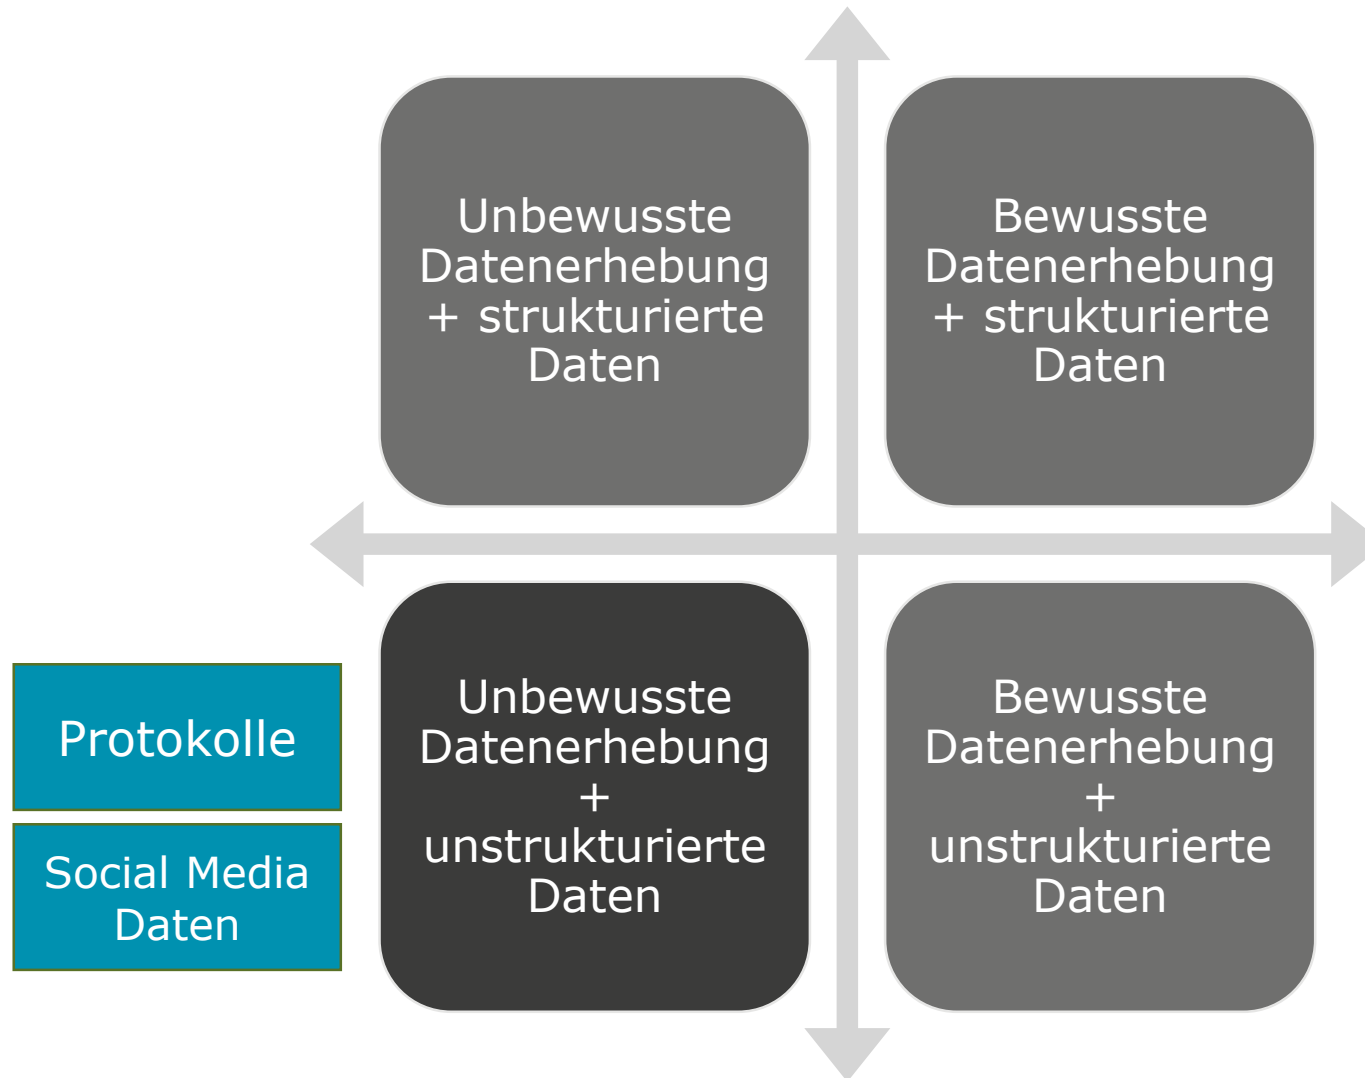 Unbewusste
Datenerhebung
+ strukturierte
Daten
Bewusste
Datenerhebung
+ strukturierte
Daten
Protokolle
Social Media
Daten
Unbewusste
Datenerhebung
+
unstrukturierte
Daten
Bewusste
Datenerhebung
+
unstrukturierte
Daten